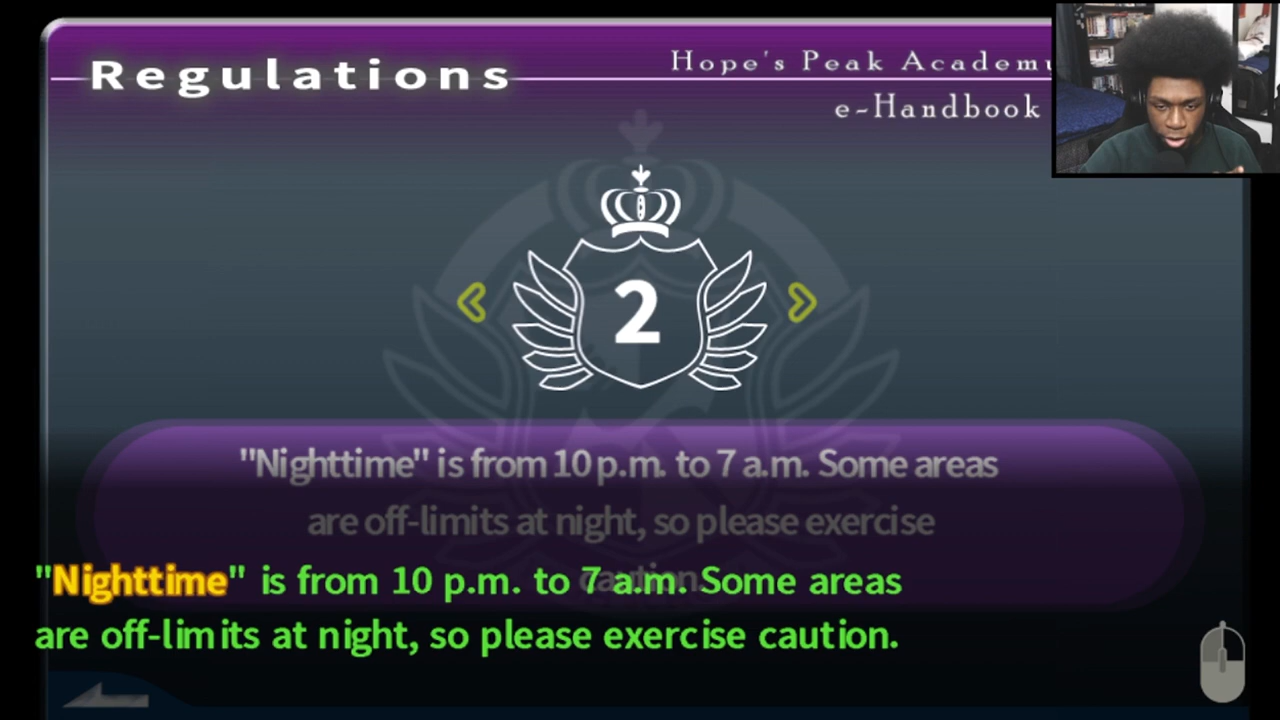 Regulations
Hope's Peak Academy
e-Handbook
2
"Nighttime" is from 10 p.m. to 7 a.m. Some areas
are off-limits at night, so please exercise
caution.
"Nighttime" is from 10 p.m. to 7 a.m. Some areas
are off-limits at night, so please exercise caution.